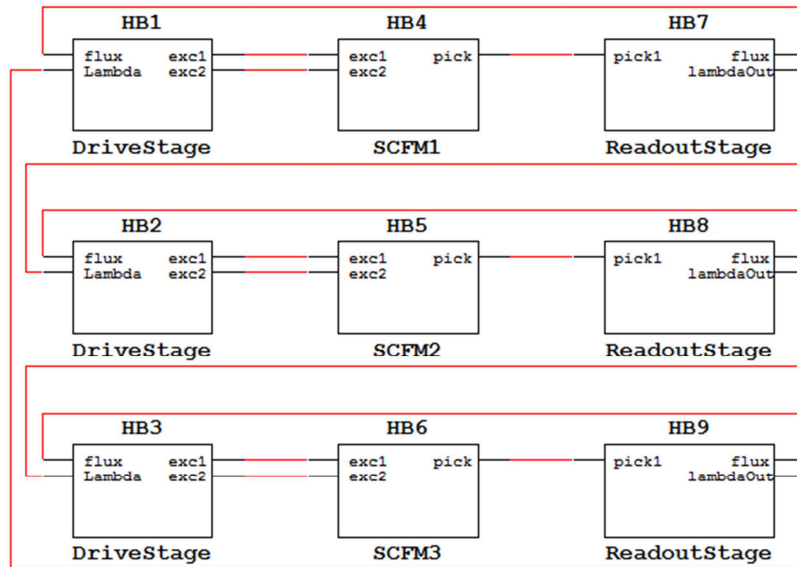 HB1 HB4 HB7
flux exc1 exc1 pick pick1 flux
Lambda exc2 exc2 lambdaOut
DriveStage SCFM1 ReadoutStage
HB2 HB5 HB8
flux exc1 exc1 pick pick1 flux
Lambda exc2 exc2 lambdaOut
DriveStage SCFM2 ReadoutStage
HB3 HB6 HB9
flux exc1 exc1 pick pick1 flux
Lambda exc2 exc2 lambdaOut
DriveStage SCFM3 ReadoutStage